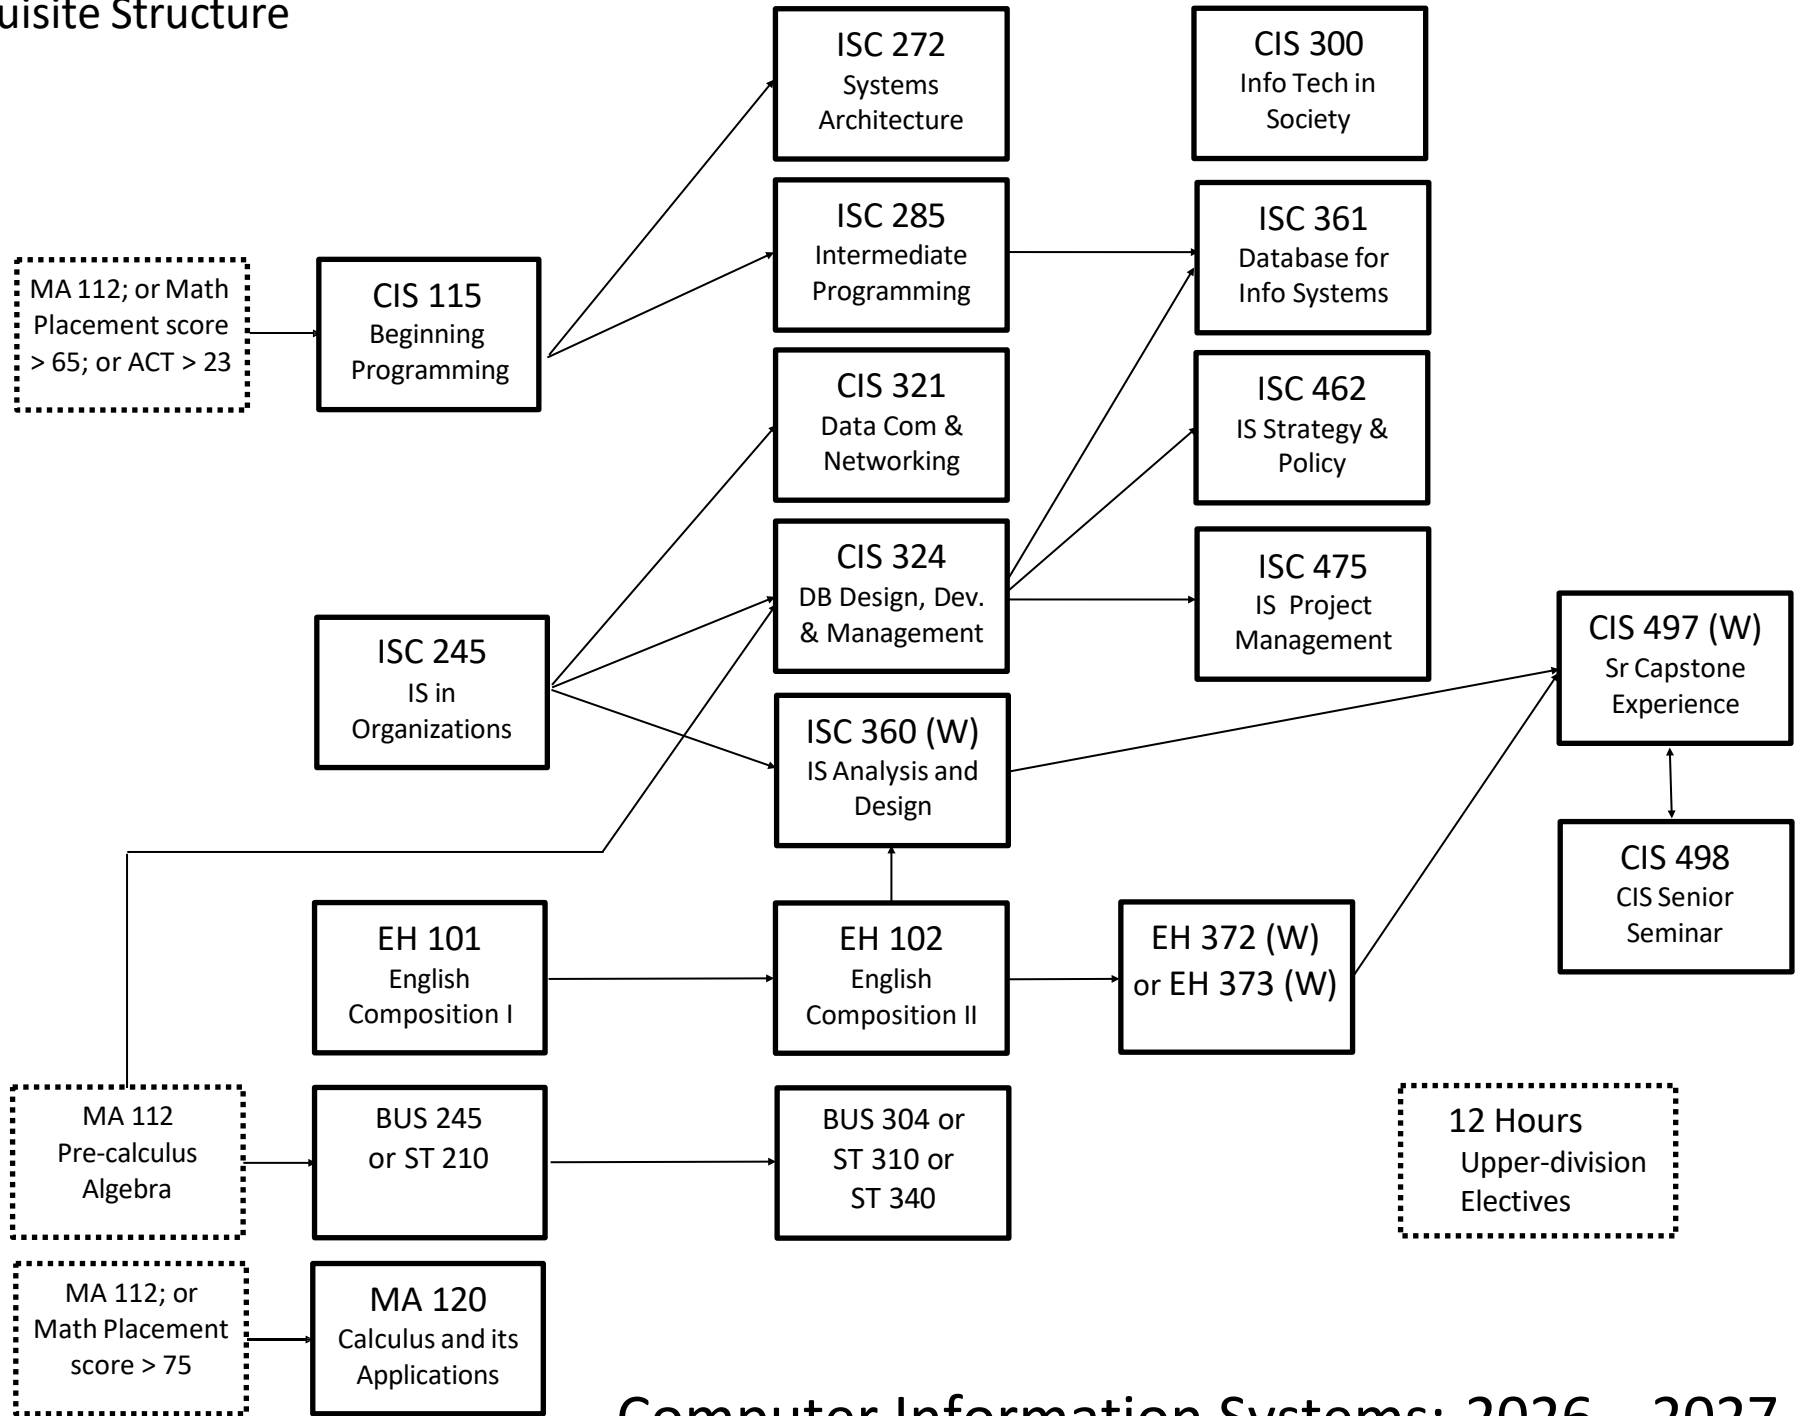 uisite Structure
ISC 272
Systems
Architecture
CIS 300
Info Tech in
Society
ISC 285
Intermediate
Programming
ISC 361
Database for
Info Systems
MA 112; or Math
Placement score
> 65; or ACT > 23
CIS 115
Beginning
Programming
CIS 321
Data Com &
Networking
ISC 462
IS Strategy &
Policy
CIS 324
DB Design, Dev.
& Management
ISC 475
IS Project
Management
ISC 245
IS in
Organizations
CIS 497 (W)
Sr Capstone
Experience
ISC 360 (W)
IS Analysis and
Design
CIS 498
CIS Senior
Seminar
EH 101
English
Composition I
EH 102
English
Composition II
EH 372 (W)
or EH 373 (W)
MA 112
Pre-calculus
Algebra
BUS 245
or ST 210
BUS 304 or
ST 310 or
ST 340
12 Hours
Upper-division
Electives
MA 112; or
Math Placement
score > 75
MA 120
Calculus and its
Applications
Computer Information Systems: 2026 - 2027